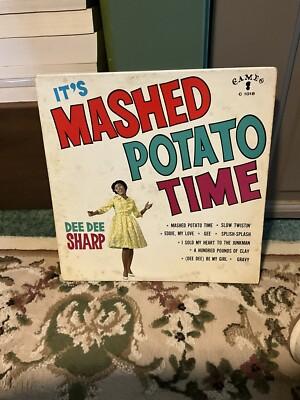 IT'S
CAMEO
C 1018
MASHED
POTATO
TIME
DEE DEE
SHARP
• MASHED POTATO TIME • SLOW TWISTIN'
• EDDIE, MY LOVE • GEE • SPLISH-SPLASH
• I SOLD MY HEART TO THE JUNKMAN
• A HUNDRED POUNDS OF CLAY
• (DEE DEE) BE MY GIRL • GRAVY